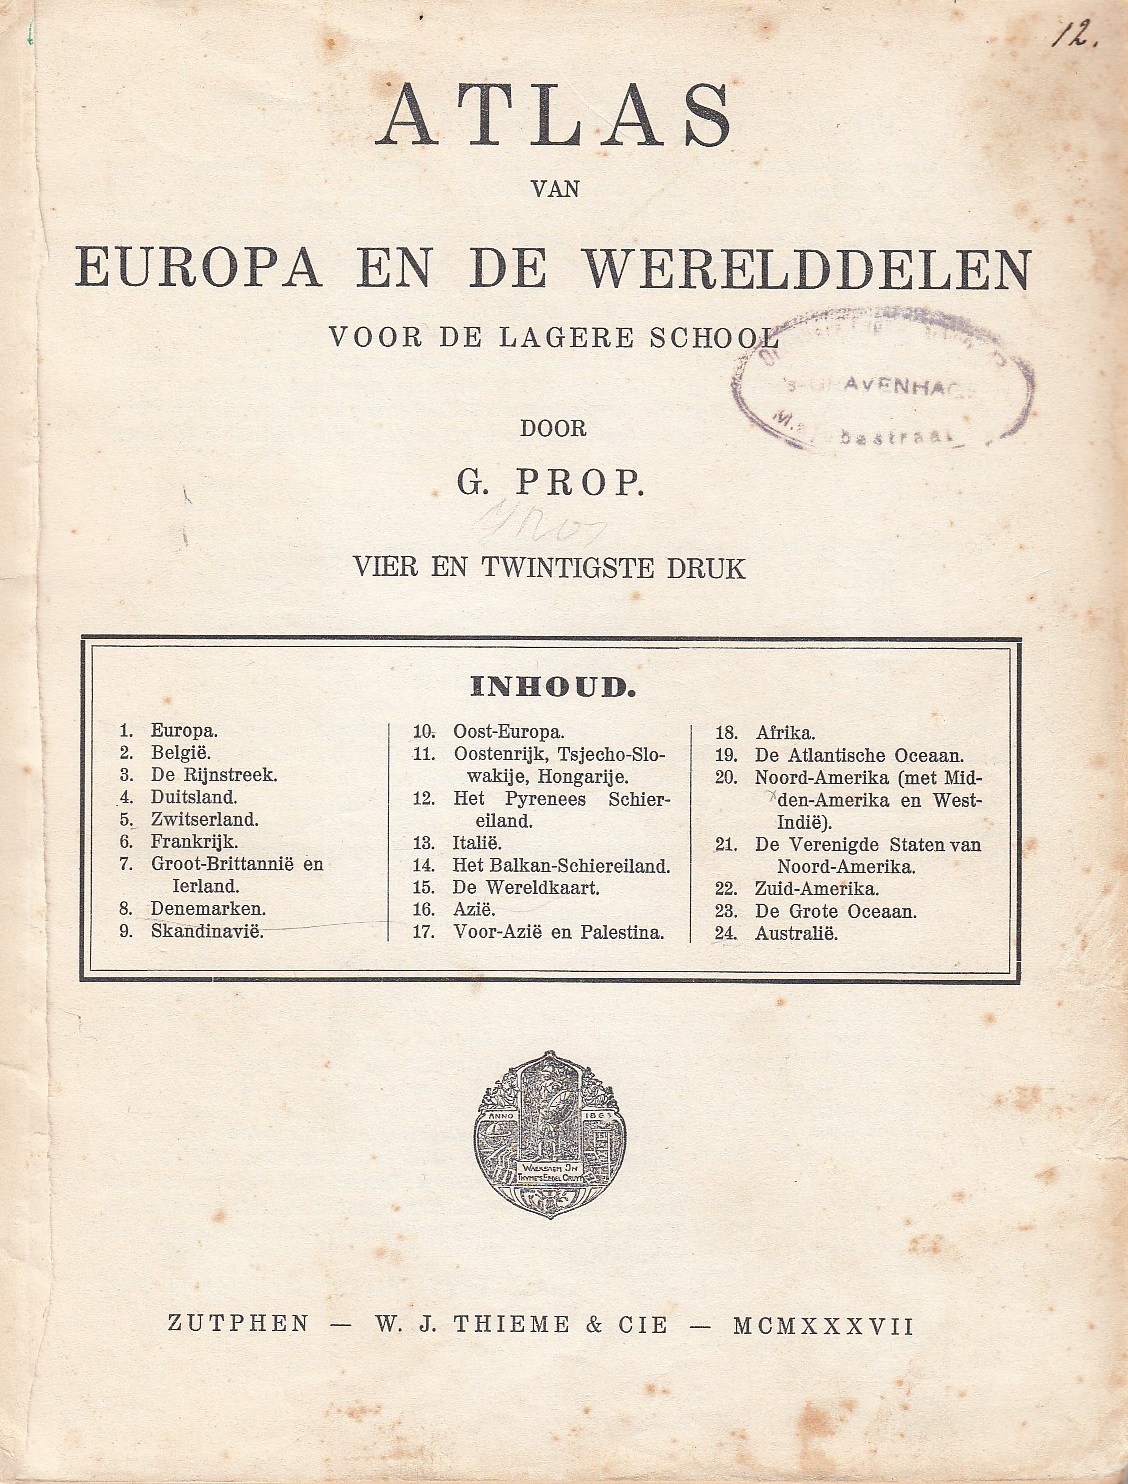 12.
ATLAS
VAN
EUROPA EN DE WERELDDELEN
VOOR DE LAGERE SCHOOL
'S-GRAVENHAGE
DOOR
G. PROP.
VIER EN TWINTIGSTE DRUK
INHOUD.
1. Europa.
2. België.
3. De Rijnstreek.
4. Duitsland.
5. Zwitserland.
6. Frankrijk.
7. Groot-Brittannië en
Ierland.
8. Denemarken.
9. Skandinavië.
10. Oost-Europa.
11. Oostenrijk, Tsjecho-Slo-
wakije, Hongarije.
12. Het Pyrenees Schier-
eiland.
13. Italië.
14. Het Balkan-Schiereiland.
15. De Wereldkaart.
16. Azië.
17. Voor-Azië en Palestina.
18. Afrika.
19. De Atlantische Oceaan.
20. Noord-Amerika (met Mid-
den-Amerika en West-
Indië).
21. De Verenigde Staten van
Noord-Amerika.
22. Zuid-Amerika.
23. De Grote Oceaan.
24. Australië.
ANNO 1863
ZUTPHEN — W. J. THIEME & CIE — MCMXXXVII